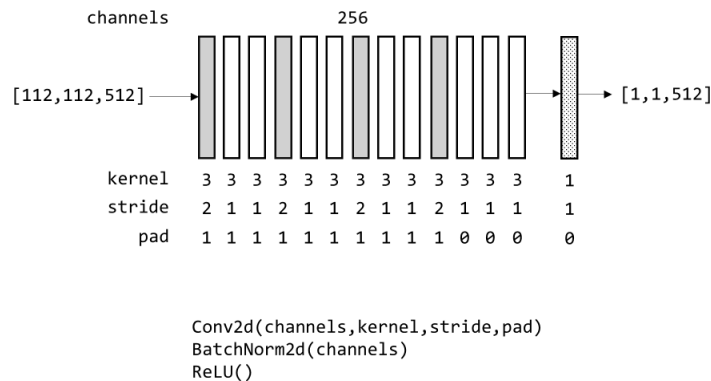 channels 256
[112,112,512] [1,1,512]
kernel 3 3 3 3 3 3 3 3 3 3 3 3 3 1
stride 2 1 1 2 1 1 2 1 1 2 1 1 1 1
pad 1 1 1 1 1 1 1 1 1 1 0 0 0 0
Conv2d(channels,kernel,stride,pad)
BatchNorm2d(channels)
ReLU()